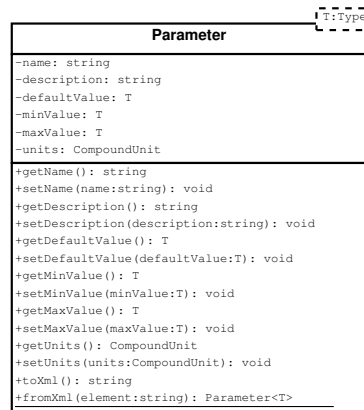 T:Type
Parameter
-name: string
-description: string
-defaultValue: T
-minValue: T
-maxValue: T
-units: CompoundUnit
+getName(): string
+setName(name:string): void
+getDescription(): string
+setDescription(description:string): void
+getDefaultValue(): T
+setDefaultValue(defaultValue:T): void
+getMinValue(): T
+setMinValue(minValue:T): void
+getMaxValue(): T
+setMaxValue(maxValue:T): void
+getUnits(): CompoundUnit
+setUnits(units:CompoundUnit): void
+toXml(): string
+fromXml(element:string): Parameter<T>